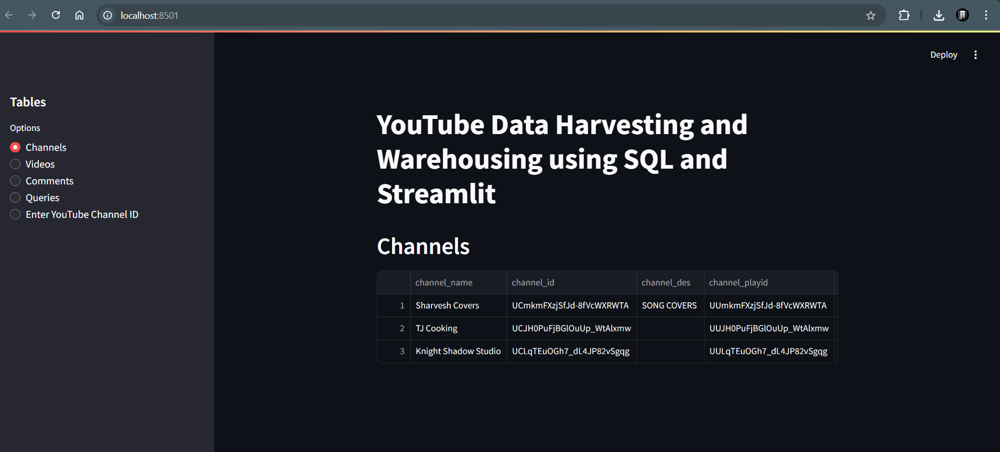 localhost:8501
Deploy
Tables
Options
Channels
Videos
Comments
Queries
Enter YouTube Channel ID
YouTube Data Harvesting and
Warehousing using SQL and
Streamlit
Channels
channel_name channel_id channel_des channel_playid
1 Sharvesh Covers UCmkmFXzjSfJd-8fVcWXRWTA SONG COVERS UUmkmFXzjSfJd-8fVcWXRWTA
2 TJ Cooking UCJH0PuFjBGlOuUp_WtAlxmw UUJH0PuFjBGlOuUp_WtAlxmw
3 Knight Shadow Studio UCLqTEuOGh7_dL4JP82vSgqg UULqTEuOGh7_dL4JP82vSgqg